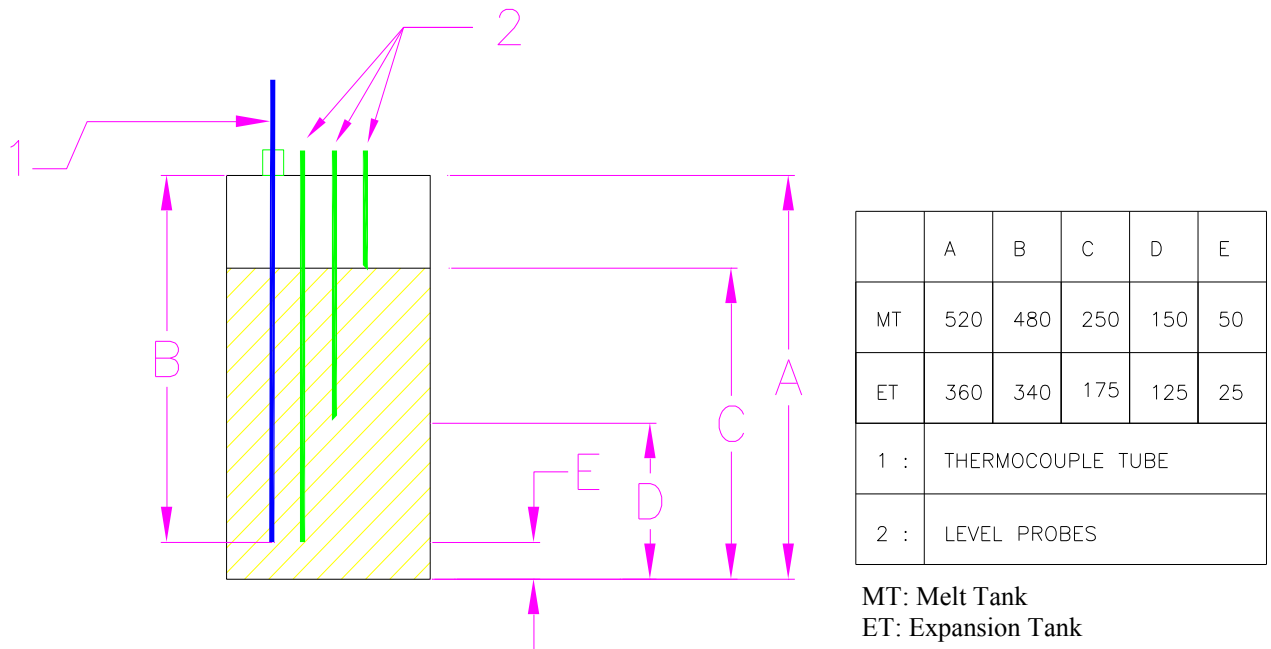 2
1
B
A
C
E
D
A B C D E
MT 520 480 250 150 50
ET 360 340 175 125 25
1 : THERMOCOUPLE TUBE
2 : LEVEL PROBES
MT: Melt Tank
ET: Expansion Tank